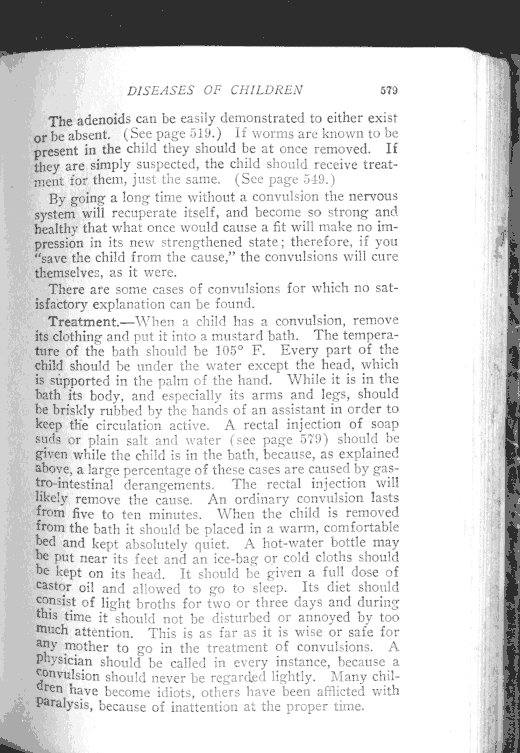 DISEASES OF CHILDREN 579
The adenoids can be easily demonstrated to either exist
or be absent. (See page 519.) If worms are known to be
present in the child they should be at once removed. If
they are simply suspected, the child should receive treat-
ment for them, just the same. (See page 549.)
By going a long time without a convulsion the nervous
system will recuperate itself, and become so strong and
healthy that what once would cause a fit will make no im-
pression in its new strengthened state; therefore, if you
"save the child from the cause," the convulsions will cure
themselves, as it were.
There are some cases of convulsions for which no sat-
isfactory explanation can be found.
Treatment.—When a child has a convulsion, remove
its clothing and put it into a mustard bath. The tempera-
ture of the bath should be 105° F. Every part of the
child should be under the water except the head, which
is supported in the palm of the hand. While it is in the
bath its body, and especially its arms and legs, should
be briskly rubbed by the hands of an assistant in order to
keep the circulation active. A rectal injection of soap
suds or plain salt and water (see page 579) should be
given while the child is in the bath, because, as explained
above, a large percentage of these cases are caused by gas-
tro-intestinal derangements. The rectal injection will
likely remove the cause. An ordinary convulsion lasts
from five to ten minutes. When the child is removed
from the bath it should be placed in a warm, comfortable
bed and kept absolutely quiet. A hot-water bottle may
be put near its feet and an ice-bag or cold cloths should
be kept on its head. It should be given a full dose of
castor oil and allowed to go to sleep. Its diet should
consist of light broths for two or three days and during
this time it should not be disturbed or annoyed by too
much attention. This is as far as it is wise or safe for
any mother to go in the treatment of convulsions. A
physician should be called in every instance, because a
convulsion should never be regarded lightly. Many chil-
dren have become idiots, others have been afflicted with
paralysis, because of inattention at the proper time.